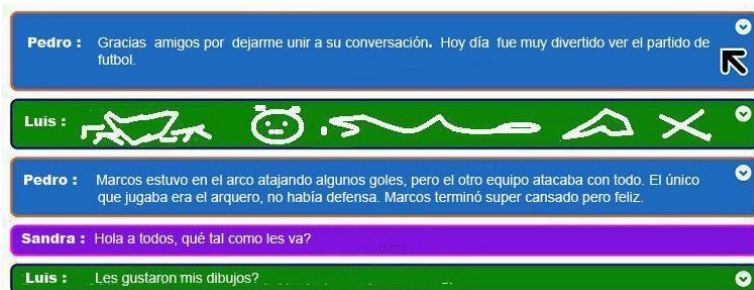 Pedro : Gracias amigos por dejarme unir a su conversación. Hoy día fue muy divertido ver el partido de
futbol.
Luis :
Pedro : Marcos estuvo en el arco atajando algunos goles, pero el otro equipo atacaba con todo. El único
que jugaba era el arquero, no había defensa. Marcos terminó super cansado pero feliz.
Sandra : Hola a todos, qué tal como les va?
Luis : Les gustaron mis dibujos?